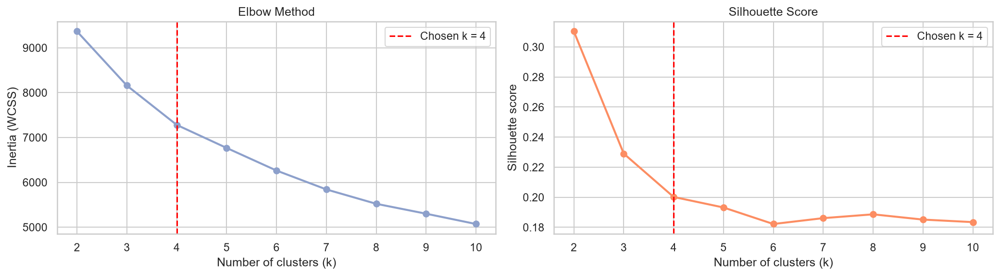 Elbow Method
Chosen k = 4
Inertia (WCSS)
9000
8000
7000
6000
5000
2 3 4 5 6 7 8 9 10
Number of clusters (k)
Silhouette Score
Chosen k = 4
Silhouette score
0.30
0.28
0.26
0.24
0.22
0.20
0.18
2 3 4 5 6 7 8 9 10
Number of clusters (k)